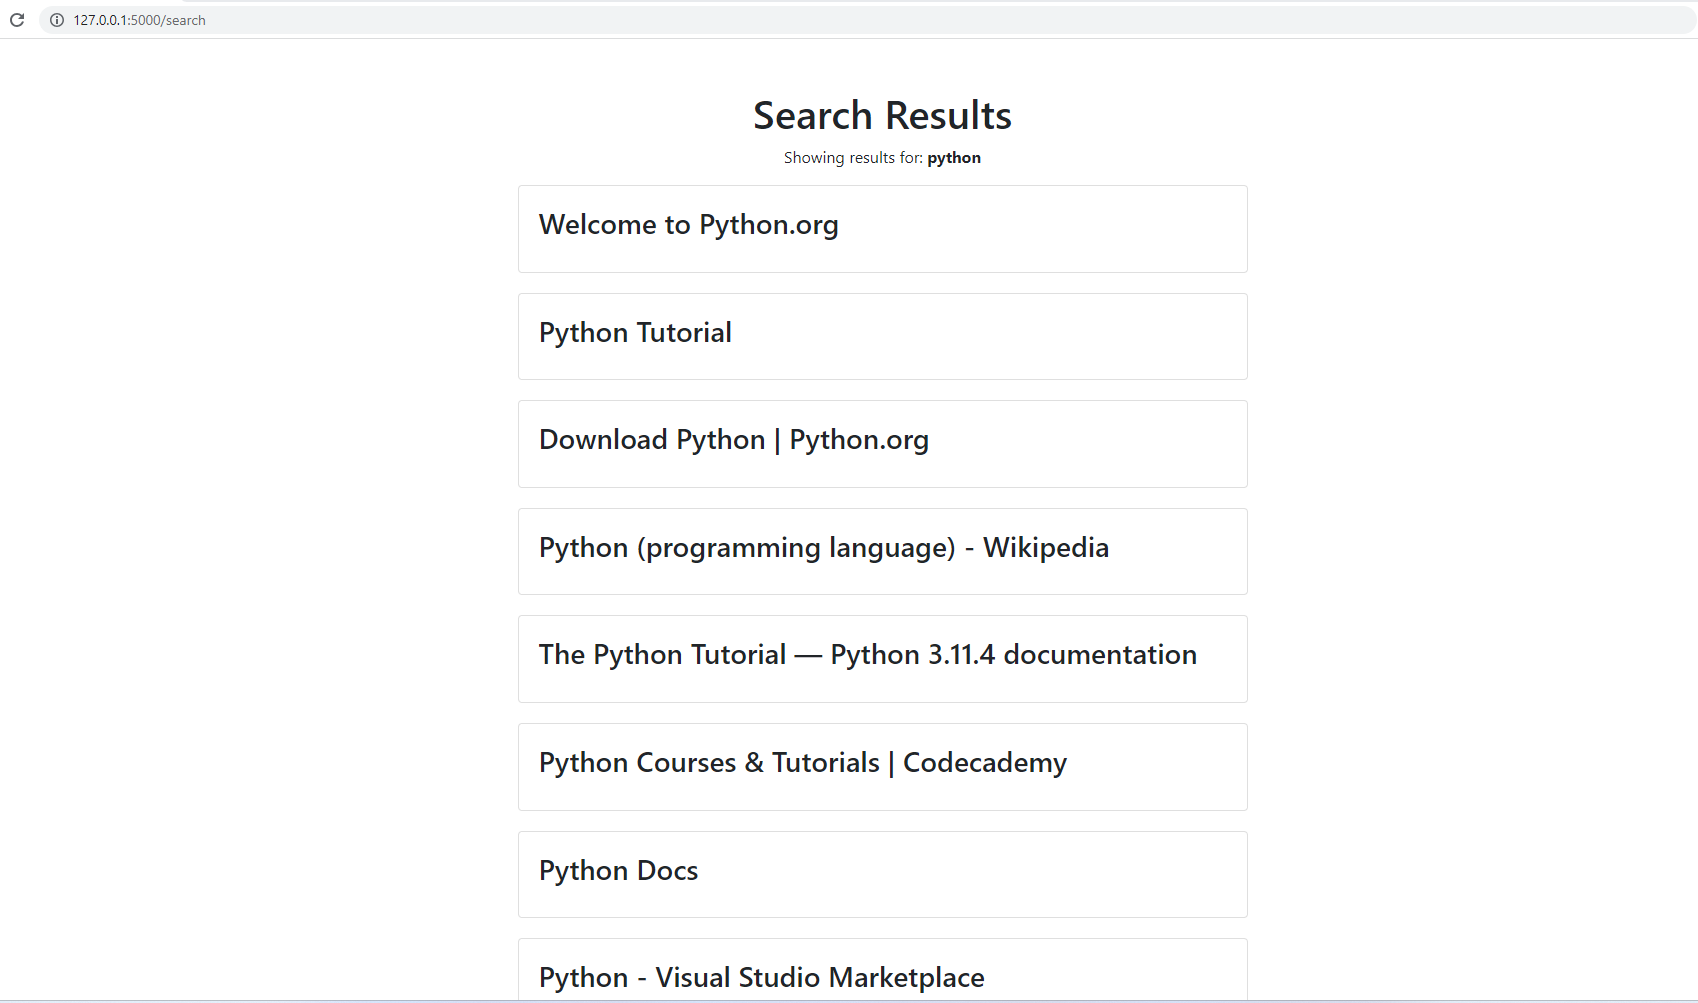 127.0.0.1:5000/search
Search Results
Showing results for: python
Welcome to Python.org
Python Tutorial
Download Python | Python.org
Python (programming language) - Wikipedia
The Python Tutorial — Python 3.11.4 documentation
Python Courses & Tutorials | Codecademy
Python Docs
Python - Visual Studio Marketplace